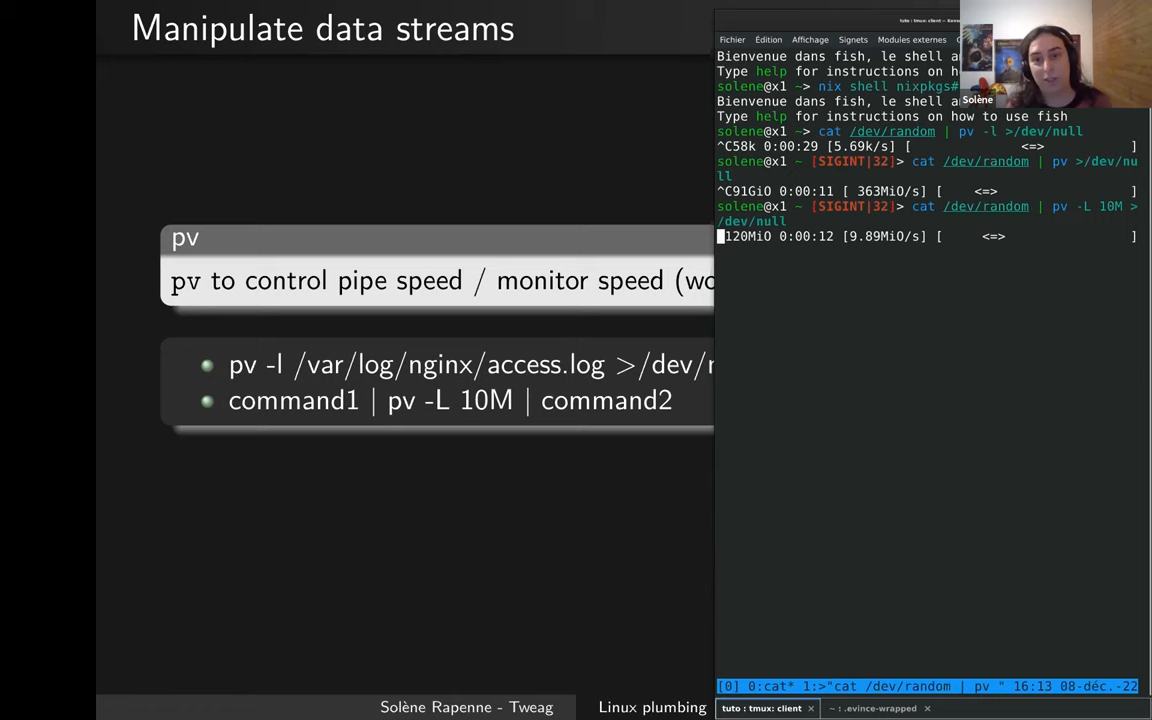 Manipulate data streams
pv
pv to control pipe speed / monitor speed (wo
pv -l /var/log/nginx/access.log >/dev/n
command1 | pv -L 10M | command2
Solène Rapenne - Tweag
Linux plumbing
tuto : tmux: client —
Fichier Édition Affichage Signets Modules externes
Bienvenue dans fish, le shell a
Type help for instructions on h
solene@x1 ~> nix shell nixpkgs#
Bienvenue dans fish, le shell a
Type help for instructions on how to use fish
solene@x1 ~> cat /dev/random | pv -l >/dev/null
^C58k 0:00:29 [5.69k/s] [ <=> ]
solene@x1 ~ [SIGINT|32]> cat /dev/random | pv >/dev/nu
ll
^C91GiO 0:00:11 [ 363MiO/s] [ <=> ]
solene@x1 ~ [SIGINT|32]> cat /dev/random | pv -L 10M >
/dev/null
120MiO 0:00:12 [9.89MiO/s] [ <=> ]
Solène
[0] 0:cat* 1:>"cat /dev/random | pv " 16:13 08-déc.-22
tuto : tmux: client × ~ : .evince-wrapped ×